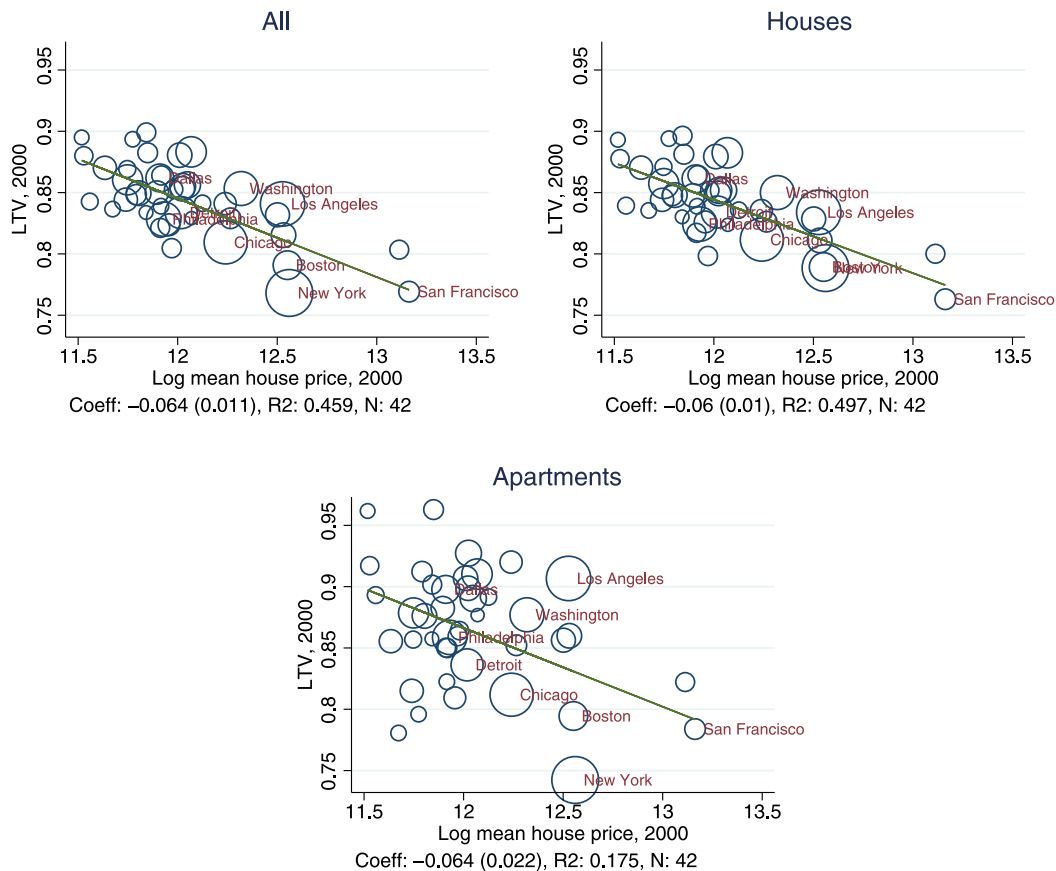 All
LTV, 2000
0.95
0.9
0.85
0.8
0.75
Dallas
Washington
Los Angeles
Detroit
Philadelphia
Chicago
Boston
New York
San Francisco
11.5 12 12.5 13 13.5
Log mean house price, 2000
Coeff: −0.064 (0.011), R2: 0.459, N: 42
Houses
LTV, 2000
0.95
0.9
0.85
0.8
0.75
Dallas
Washington
Los Angeles
Detroit
Philadelphia
Chicago
Boston
New York
San Francisco
11.5 12 12.5 13 13.5
Log mean house price, 2000
Coeff: −0.06 (0.01), R2: 0.497, N: 42
Apartments
LTV, 2000
0.95
0.9
0.85
0.8
0.75
Los Angeles
Dallas
Washington
Philadelphia
Detroit
Chicago
Boston
San Francisco
New York
11.5 12 12.5 13 13.5
Log mean house price, 2000
Coeff: −0.064 (0.022), R2: 0.175, N: 42